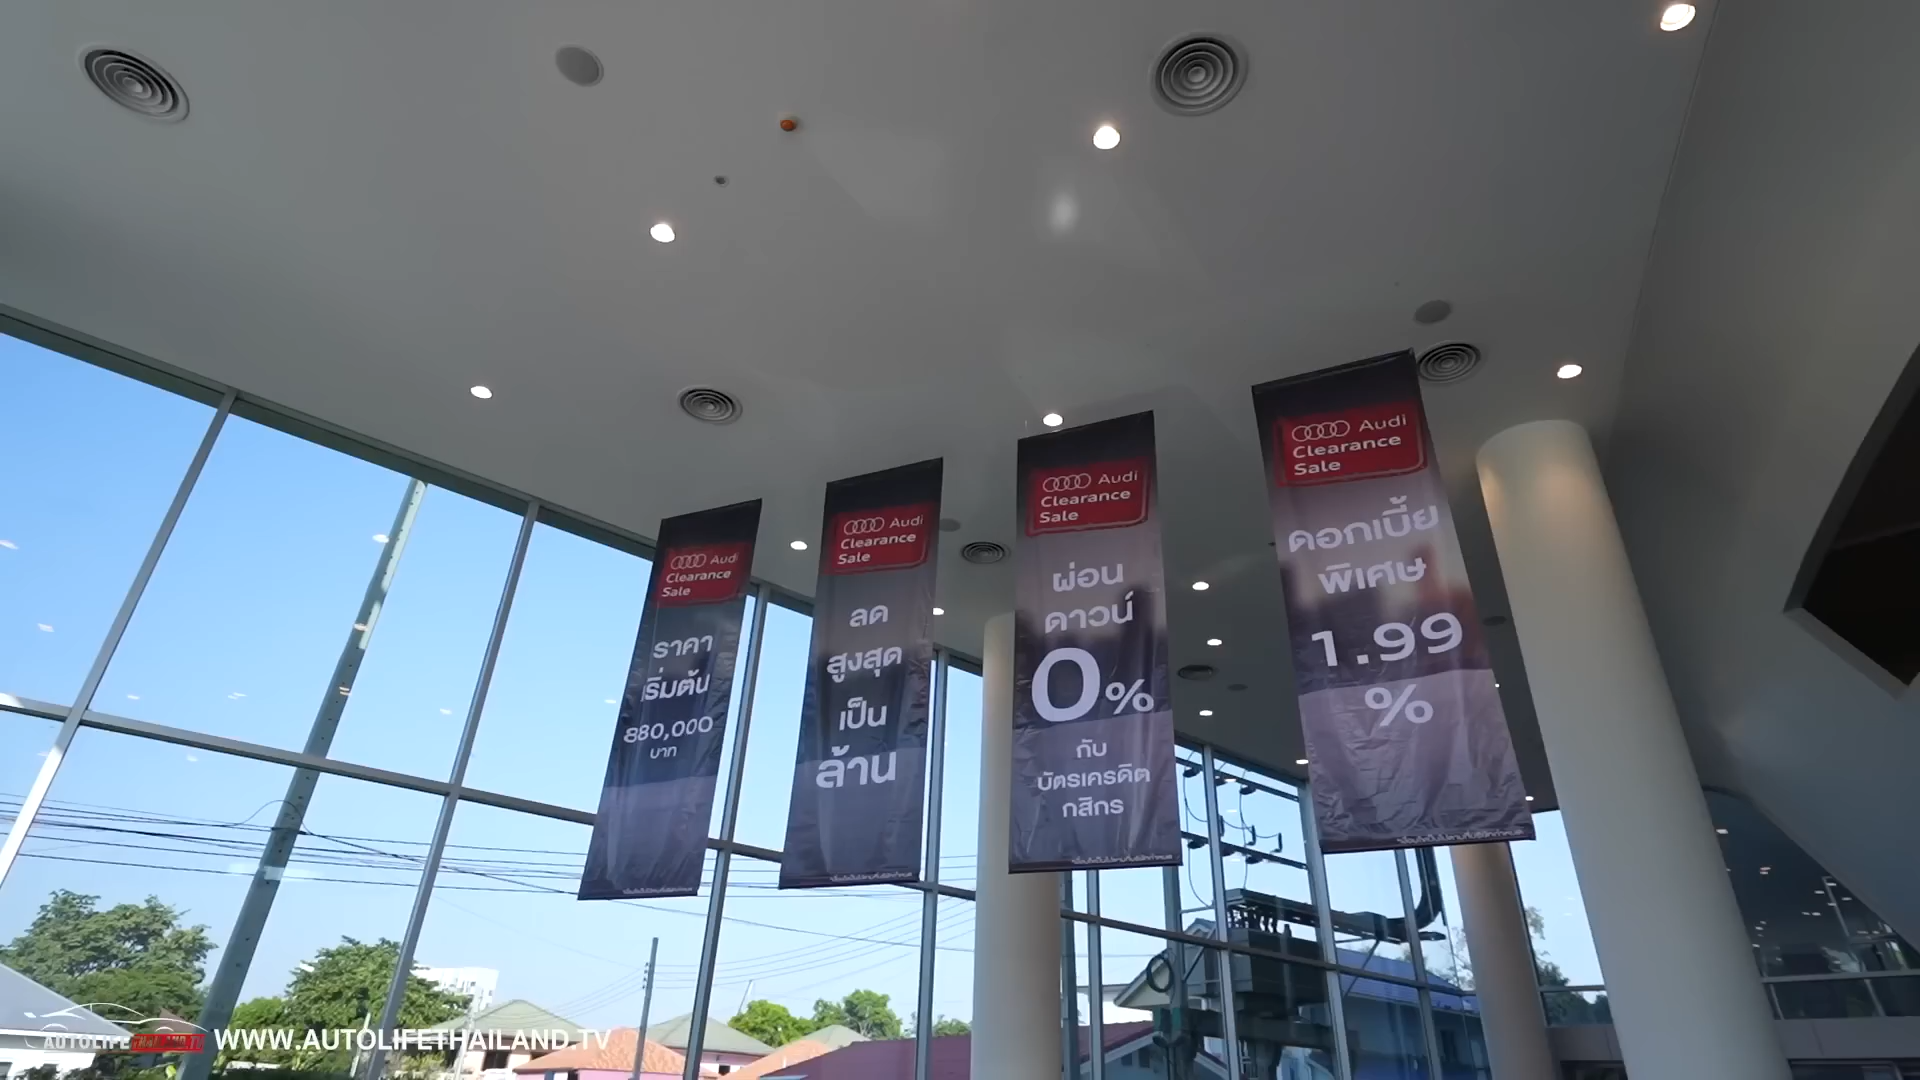 Audi
Clearance
Sale
ราคา
เริ่มต้น
880,000
บาท
Audi
Clearance
Sale
ลด
สูงสุด
เป็น
ล้าน
Audi
Clearance
Sale
ผ่อน
ดาวน์
0%
กับ
บัตรเครดิต
กสิกร
Audi
Clearance
Sale
ดอกเบี้ย
พิเศษ
1.99
%
AUTOLIFE THAILAND.TV
WWW.AUTOLIFETHAILAND.TV